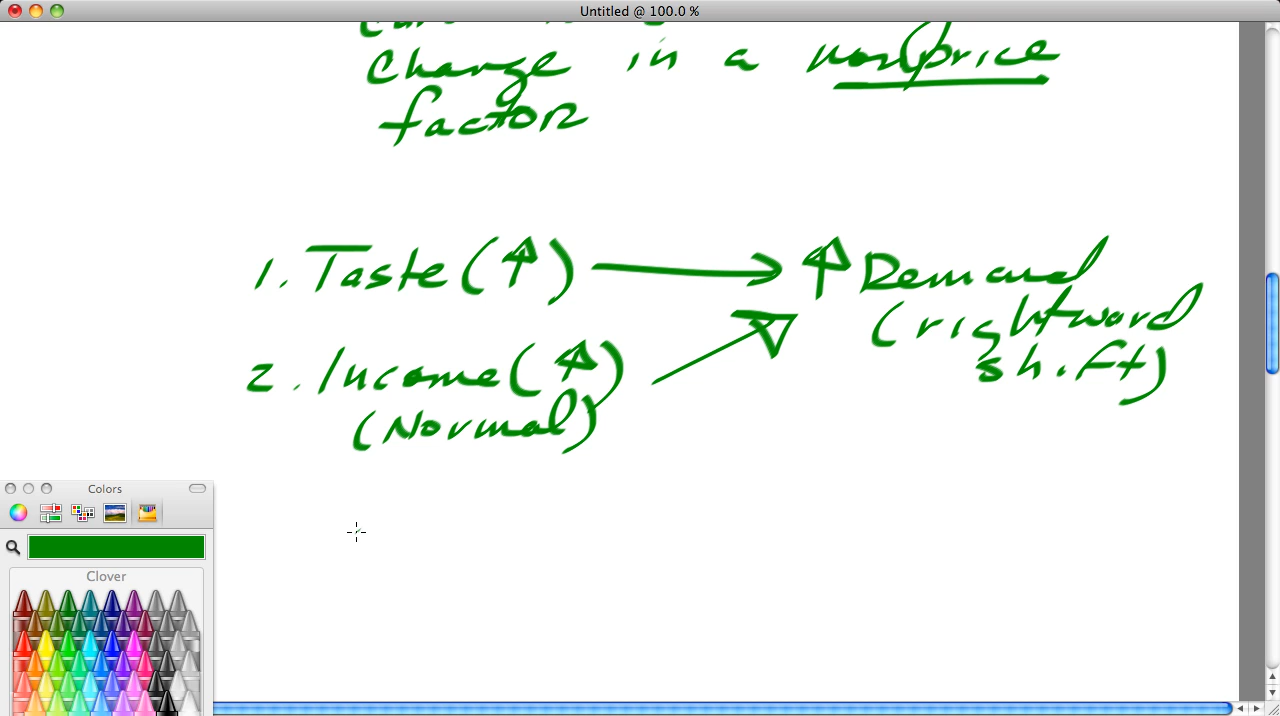 Untitled @ 100.0 %
change in a nonprice
factor
1. Taste (↑) → ↑ Demand
(rightward
shift)
2. Income (↑)
(Normal)
Colors
Clover